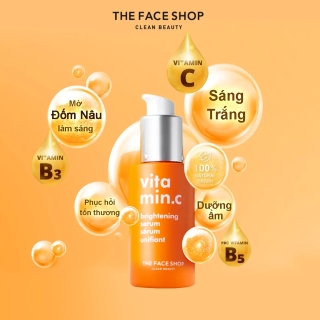 THE FACE SHOP
CLEAN BEAUTY
VITAMIN
C
Mờ
Đốm Nâu
làm sáng
Sáng
Trắng
VITAMIN
B3
100%
Phục hồi
tổn thương
Dưỡng
ẩm
PRO VITAMIN
B5
vita
min.c
brightening
serum
sérum
unifiant
THE FACE SHOP
CLEAN BEAUTY